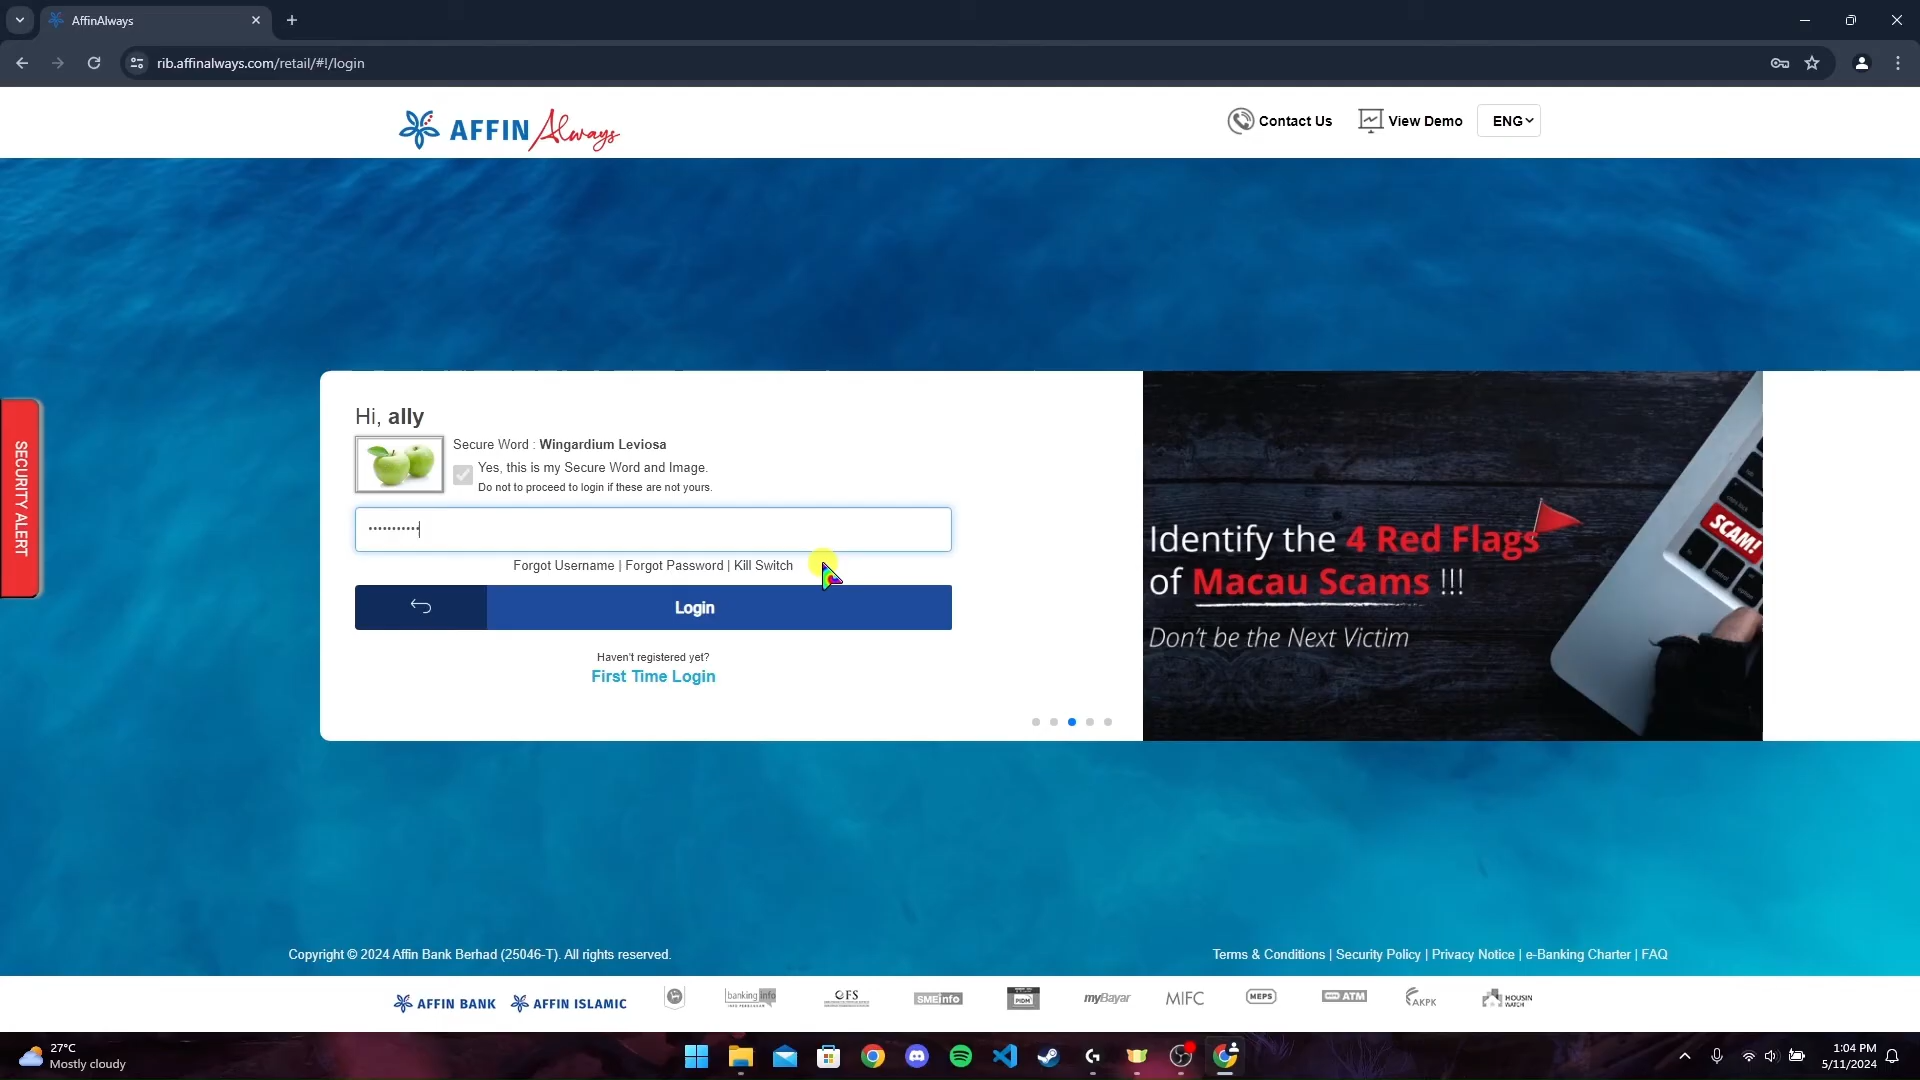 AffinAlways
rib.affinalways.com/retail/#!/login
AFFIN Always
Contact Us
View Demo
ENG
SECURITY ALERT
Hi, ally
Secure Word : Wingardium Leviosa
Yes, this is my Secure Word and Image.
Do not to proceed to login if these are not yours.
•••••••••••
Forgot Username | Forgot Password | Kill Switch
Login
Haven't registered yet?
First Time Login
Identify the 4 Red Flags
of Macau Scams !!!
Don't be the Next Victim
SCAM!
Copyright © 2024 Affin Bank Berhad (25046-T). All rights reserved.
Terms & Conditions | Security Policy | Privacy Notice | e-Banking Charter | FAQ
AFFIN BANK
AFFIN ISLAMIC
banking info
OFS
SMEinfo
PIDM
myBayar
MIFC
MEPS
ATM
AKPK
HOUSING
WATCH
27°C
Mostly cloudy
1:04 PM
5/11/2024